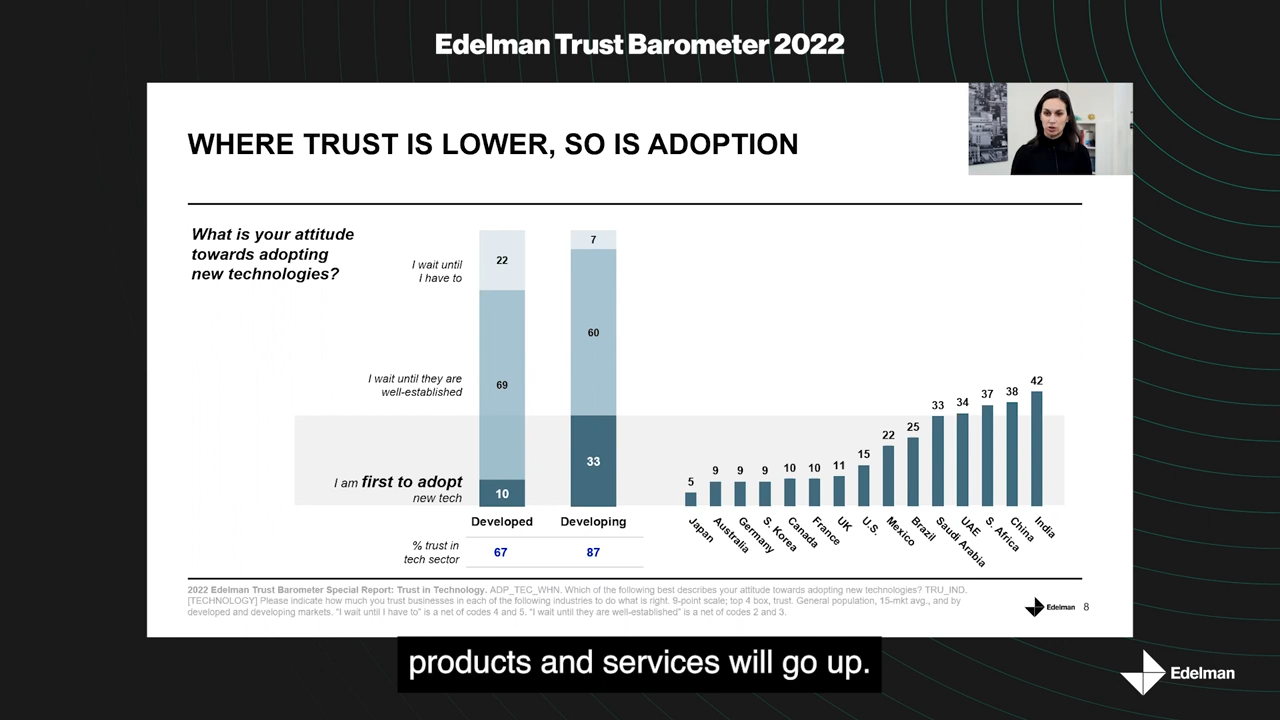 Edelman Trust Barometer 2022
WHERE TRUST IS LOWER, SO IS ADOPTION
What is your attitude
towards adopting
new technologies?
I wait until
I have to
I wait until they are
well-established
I am first to adopt
new tech
22
69
10
7
60
33
Developed
Developing
% trust in
tech sector
67
87
5
9
9
9
10
10
11
15
22
25
33
34
37
38
42
Japan
Australia
Germany
S. Korea
Canada
France
UK
U.S.
Mexico
Brazil
Saudi Arabia
UAE
S. Africa
China
India
2022 Edelman Trust Barometer Special Report: Trust in Technology. ADP_TEC_WHN. Which of the following best describes your attitude towards adopting new technologies? TRU_IND.
[TECHNOLOGY] Please indicate how much you trust businesses in each of the following industries to do what is right. 9-point scale; top 4 box, trust. General population, 15-mkt avg., and by
developed and developing markets. "I wait until I have to" is a net of codes 4 and 5. "I wait until they are well-established" is a net of codes 2 and 3.
Edelman
8
products and services will go up.
Edelman